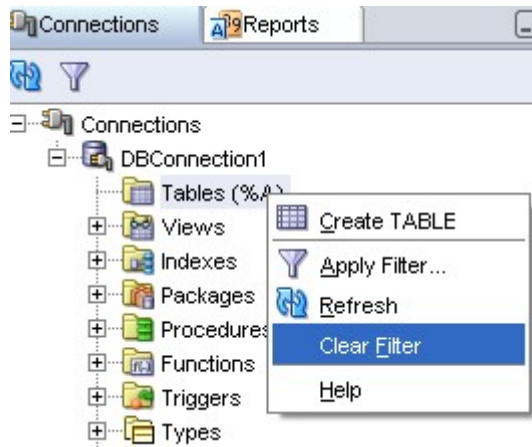 Connections Reports
Connections
DBConnection1
Tables (%A)
Views
Indexes
Packages
Procedures
Functions
Triggers
Types
Create TABLE
Apply Filter...
Refresh
Clear Filter
Help